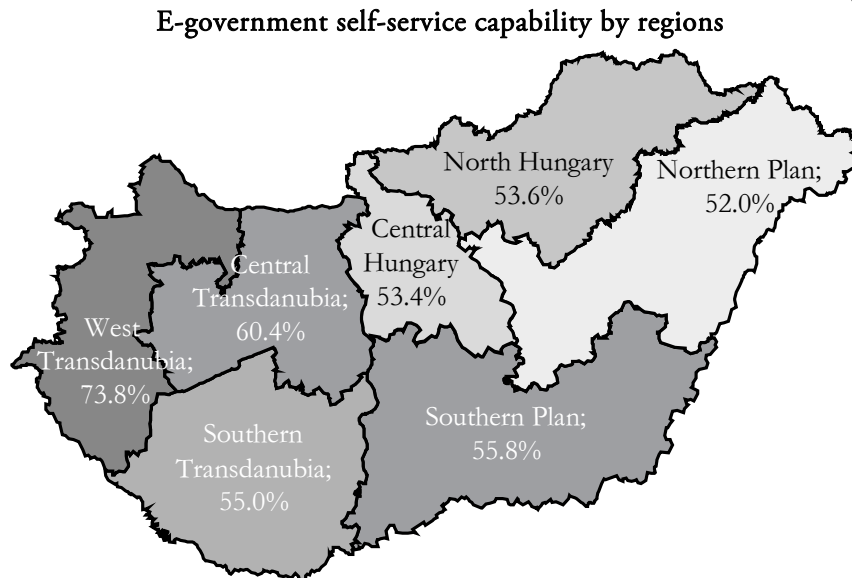 E-government self-service capability by regions
North Hungary
53.6%
Northern Plan;
52.0%
Central
Hungary
53.4%
Central
Transdanubia;
60.4%
West
Transdanubia;
73.8%
Southern Plan;
55.8%
Southern
Transdanubia;
55.0%